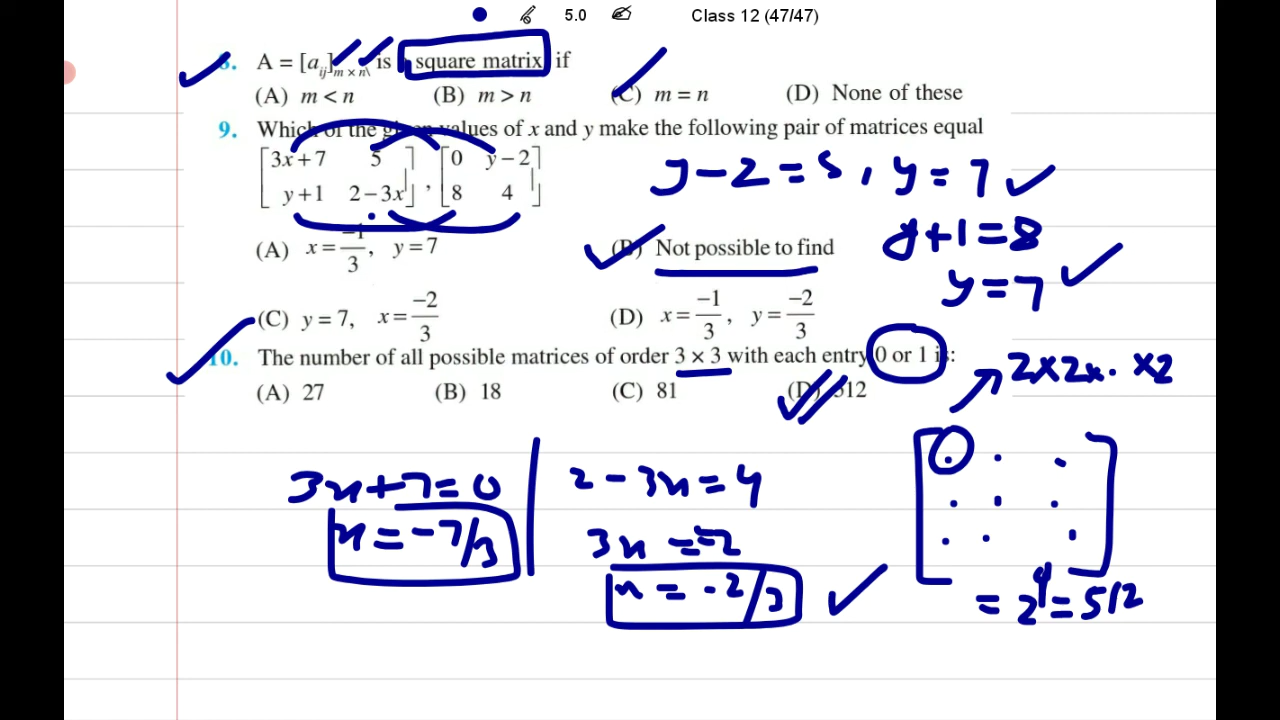 5.0 Class 12 (47/47)
8. A = [aij]m × n\ is a square matrix if
(A) m < n (B) m > n (C) m = n (D) None of these
9. Which of the given values of x and y make the following pair of matrices equal
[3x+7 5] [0 y−2]
[y+1 2−3x] , [8 4]
y-2=5, y=7
y+1=8
y=7
(A) x = −1/3, y = 7 (B) Not possible to find
(C) y = 7, x = −2/3 (D) x = −1/3, y = −2/3
10. The number of all possible matrices of order 3 × 3 with each entry 0 or 1 is:
(A) 27 (B) 18 (C) 81 (D) 512
2×2×. ×2
3x+7=0
x=-7/3
2-3x=4
3x=-2
x=-2/3
= 2^9 = 512